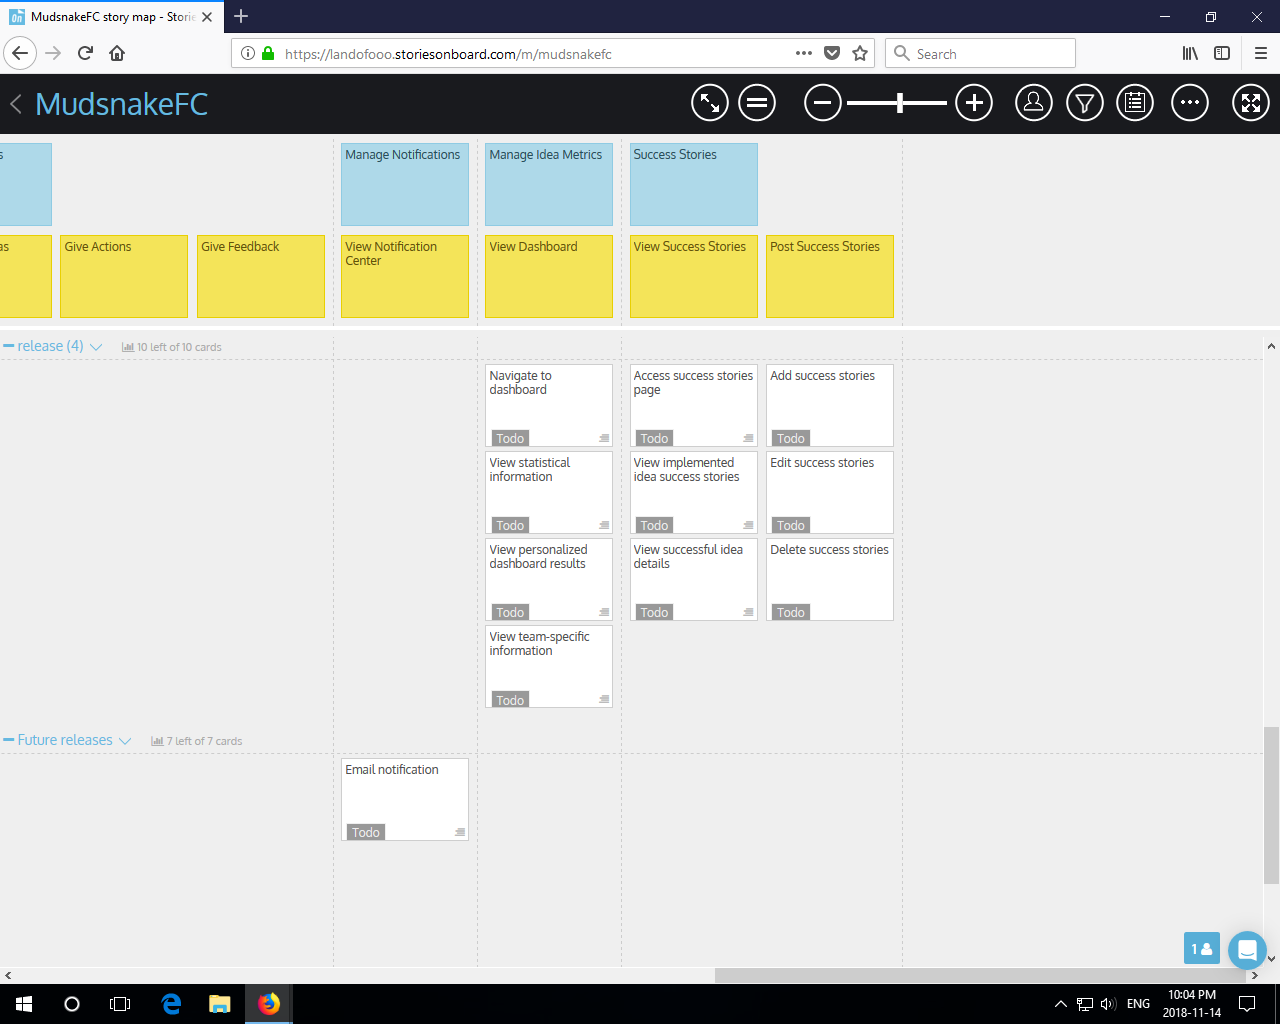 MudsnakeFC story map - Storie
https://landofooo.storiesonboard.com/m/mudsnakefc
Search
MudsnakeFC
s
Manage Notifications
Manage Idea Metrics
Success Stories
as
Give Actions
Give Feedback
View Notification
Center
View Dashboard
View Success Stories
Post Success Stories
release (4)
10 left of 10 cards
Navigate to
dashboard
Todo
Access success stories
page
Todo
Add success stories
Todo
View statistical
information
Todo
View implemented
idea success stories
Todo
Edit success stories
Todo
View personalized
dashboard results
Todo
View successful idea
details
Todo
Delete success stories
Todo
View team-specific
information
Todo
Future releases
7 left of 7 cards
Email notification
Todo
1
ENG
10:04 PM
2018-11-14